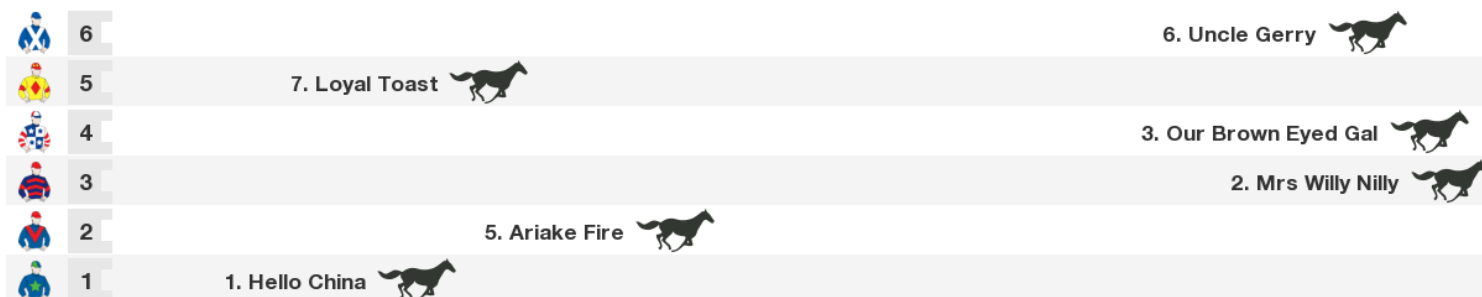 6 6. Uncle Gerry
5 7. Loyal Toast
4 3. Our Brown Eyed Gal
3 2. Mrs Willy Nilly
2 5. Ariake Fire
1 1. Hello China